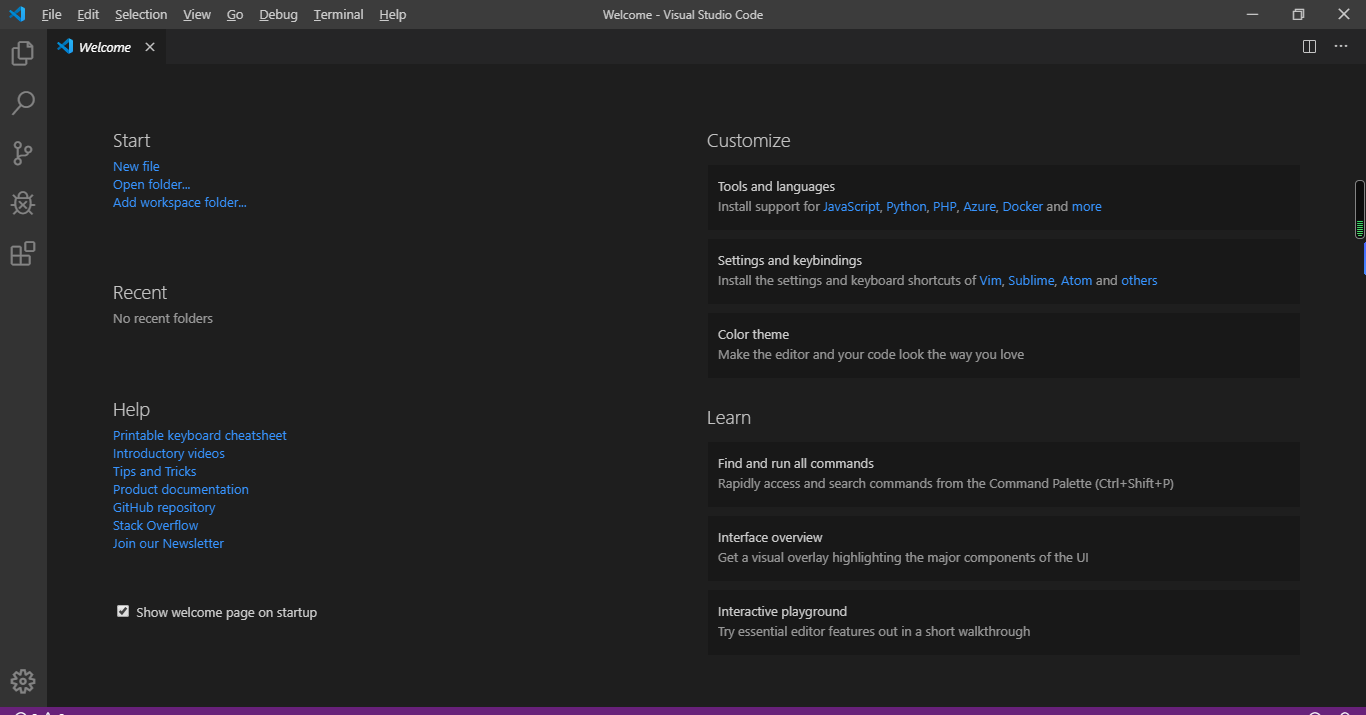 File Edit Selection View Go Debug Terminal Help Welcome - Visual Studio Code
Welcome
Start
New file
Open folder...
Add workspace folder...
Recent
No recent folders
Help
Printable keyboard cheatsheet
Introductory videos
Tips and Tricks
Product documentation
GitHub repository
Stack Overflow
Join our Newsletter
Show welcome page on startup
Customize
Tools and languages
Install support for JavaScript, Python, PHP, Azure, Docker and more
Settings and keybindings
Install the settings and keyboard shortcuts of Vim, Sublime, Atom and others
Color theme
Make the editor and your code look the way you love
Learn
Find and run all commands
Rapidly access and search commands from the Command Palette (Ctrl+Shift+P)
Interface overview
Get a visual overlay highlighting the major components of the UI
Interactive playground
Try essential editor features out in a short walkthrough